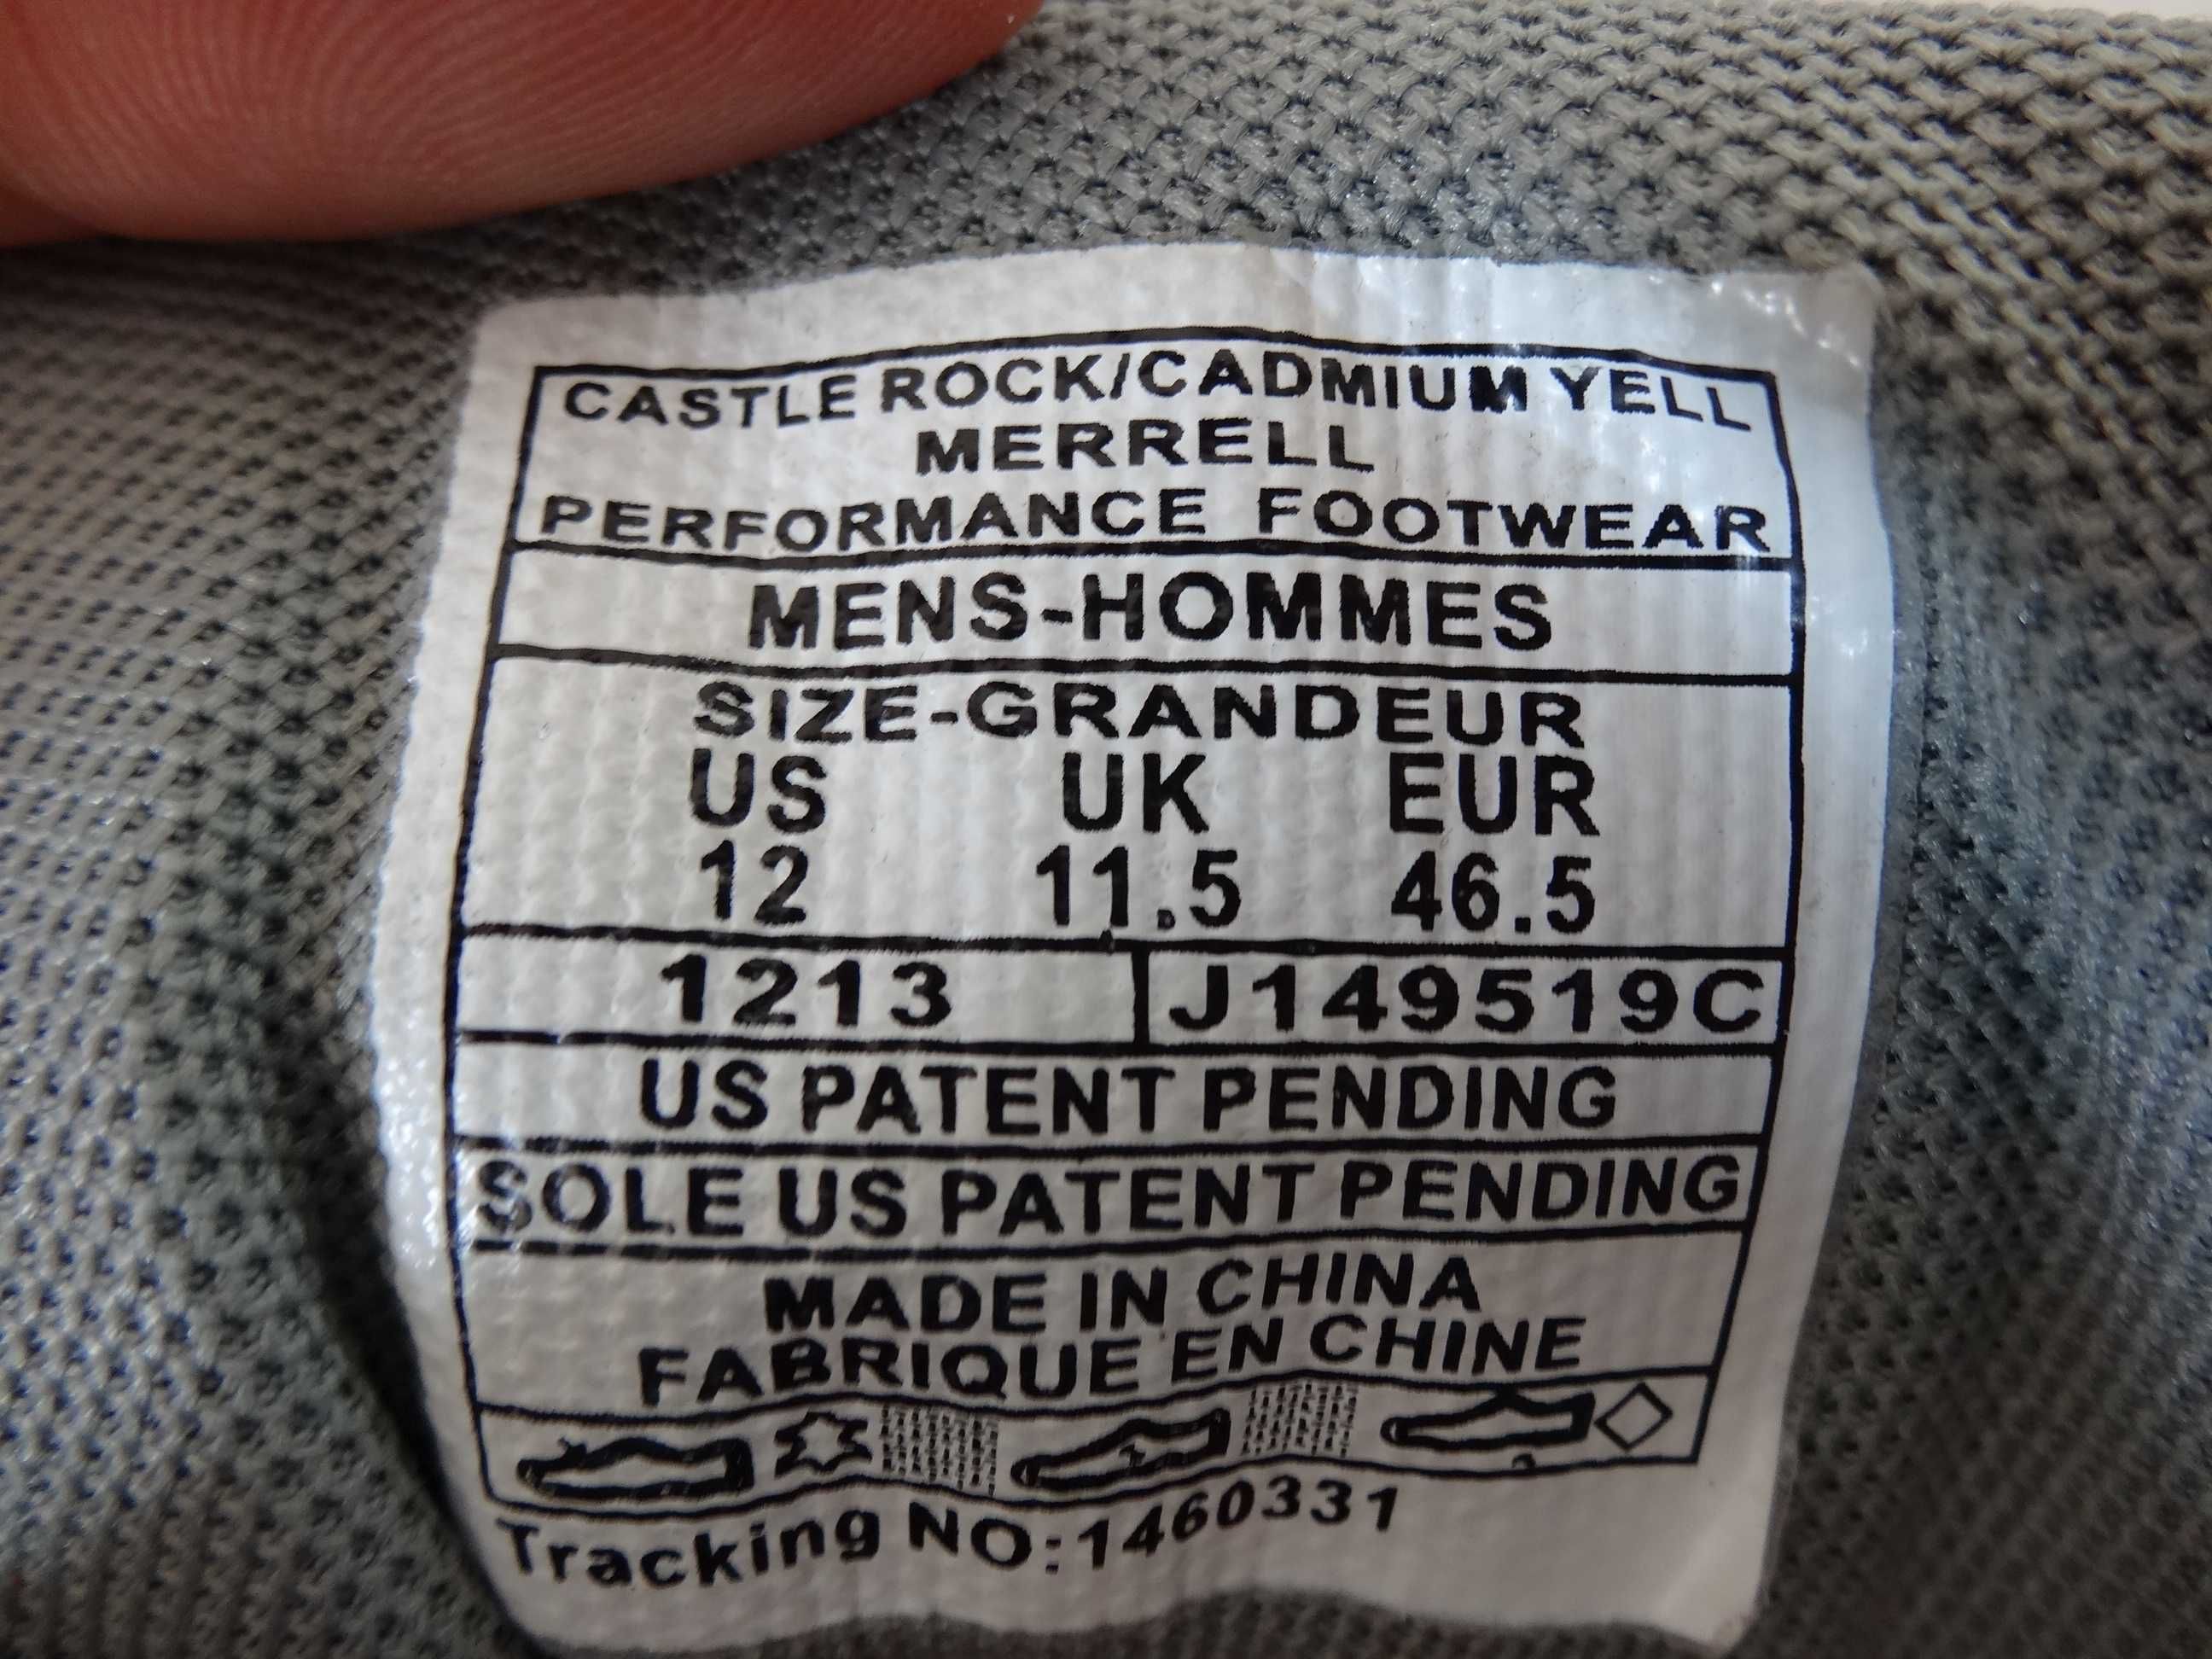 CASTLE ROCK/CADMIUM YELL
MERRELL
PERFORMANCE FOOTWEAR
MENS-HOMMES
SIZE-GRANDEUR
US UK EUR
12 11.5 46.5
1213 J149519C
US PATENT PENDING
SOLE US PATENT PENDING
MADE IN CHINA
FABRIQUE EN CHINE
Tracking NO:1460331